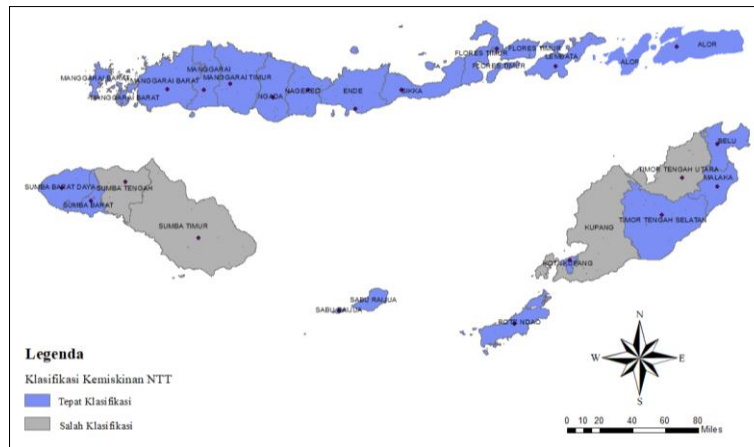 ALOR
FLORES TIMUR
FLORES TIMUR
LEMBATA
FLORES TIMUR
ALOR
MANGGARAI
MANGGARAI BARAT
MANGGARAI BARAT
MANGGARAI TIMUR
MANGGARAI BARAT
NGADA
NAGEKEO
ENDE
SIKKA
BELU
TIMOR TENGAH UTARA
MALAKA
SUMBA BARAT DAYA
SUMBA TENGAH
SUMBA BARAT
SUMBA TIMUR
TIMOR TENGAH SELATAN
KUPANG
KOTA KUPANG
SABU RAIJUA
SABU RAIJUA
ROTE NDAO
Legenda
Klasifikasi Kemiskinan NTT
Tepat Klasifikasi
Salah Klasifikasi
N
W
E
S
0 10 20 40 60 80
Miles